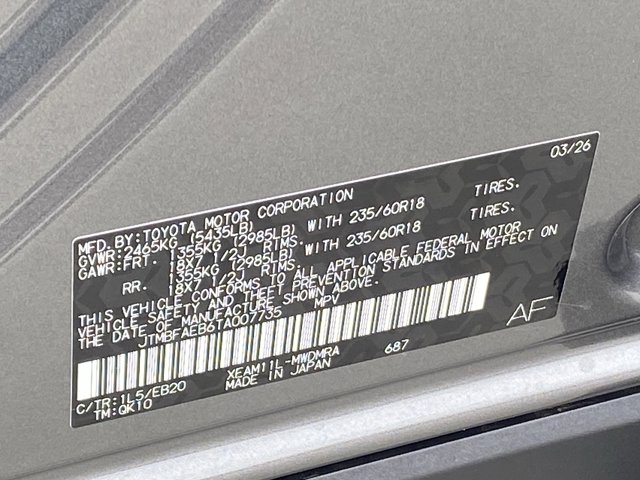 03/26
MFD. BY:TOYOTA MOTOR CORPORATION
GVWR:2465KG (5435LB)
GAWR:FRT. 1355KG (2985LB) WITH 235/60R18 TIRES.
18X7 1/2J RIMS.
RR. 1355KG (2985LB) WITH 235/60R18 TIRES.
18X7 1/2J RIMS.
THIS VEHICLE CONFORMS TO ALL APPLICABLE FEDERAL MOTOR
VEHICLE SAFETY AND THEFT PREVENTION STANDARDS IN EFFECT ON
THE DATE OF MANUFACTURE SHOWN ABOVE.
JTMBFAEB6TA007735 MPV
AF
C/TR:1L5/EB20 XEAM11L-MWDMRA 687
TM:QK10 MADE IN JAPAN